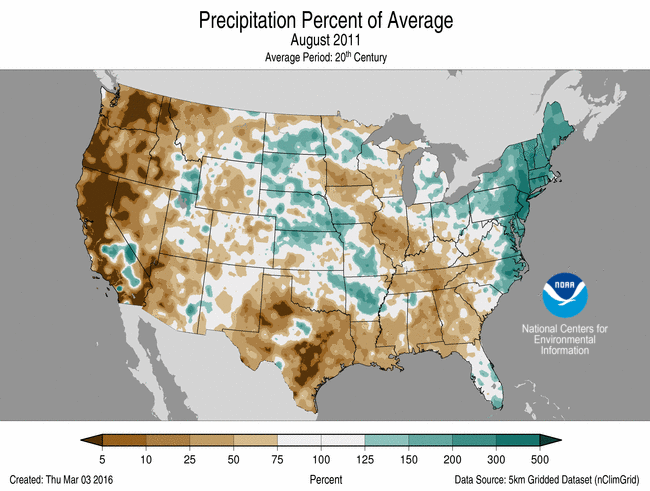 Precipitation Percent of Average
August 2011
Average Period: 20th Century
NOAA
National Centers for
Environmental
Information
5 10 25 50 75 100 125 150 200 300 500
Created: Thu Mar 03 2016 Percent Data Source: 5km Gridded Dataset (nClimGrid)